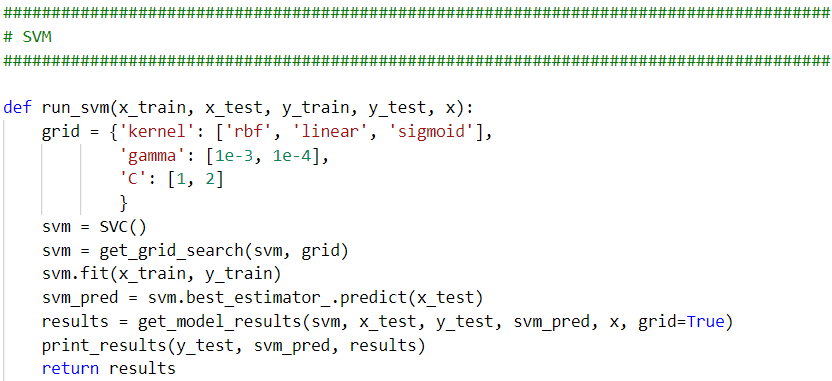 #####################################################################################
# SVM
#####################################################################################
def run_svm(x_train, x_test, y_train, y_test, x):
    grid = {'kernel': ['rbf', 'linear', 'sigmoid'],
            'gamma': [1e-3, 1e-4],
            'C': [1, 2]
            }
    svm = SVC()
    svm = get_grid_search(svm, grid)
    svm.fit(x_train, y_train)
    svm_pred = svm.best_estimator_.predict(x_test)
    results = get_model_results(svm, x_test, y_test, svm_pred, x, grid=True)
    print_results(y_test, svm_pred, results)
    return results